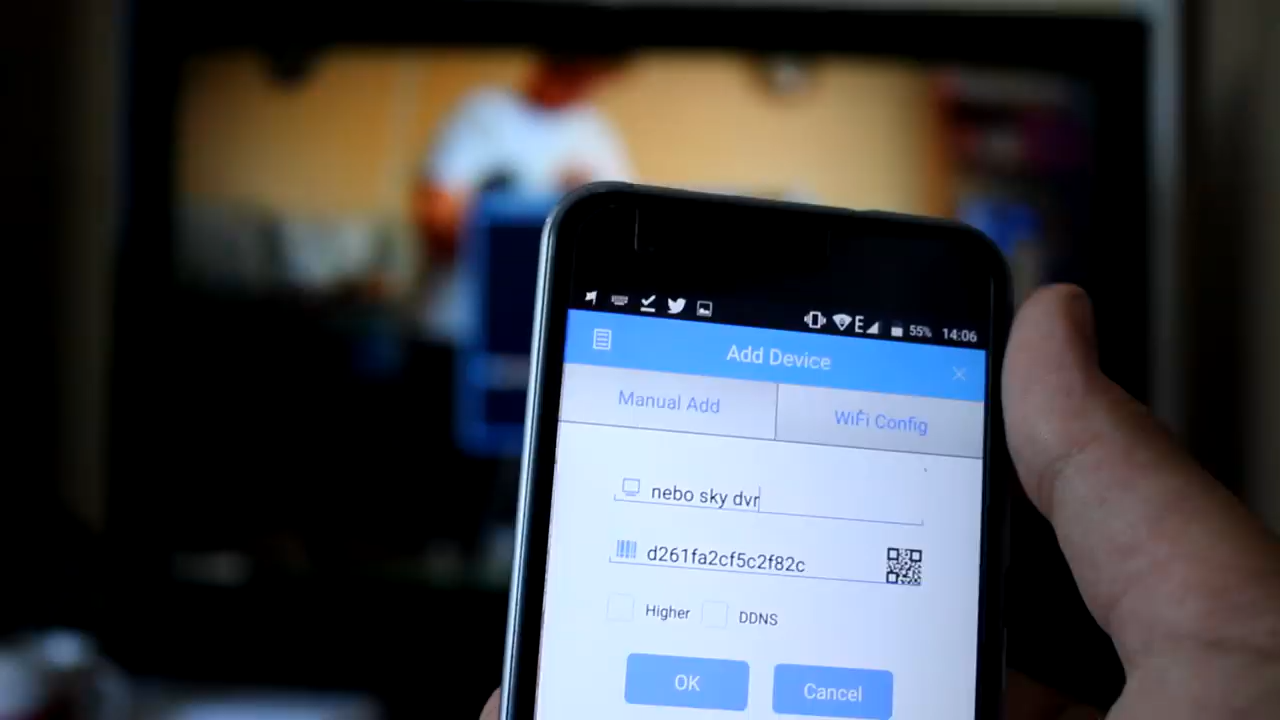 E 55% 14:06
Add Device
Manual Add WiFi Config
nebo sky dvr
d261fa2cf5c2f82c
Higher DDNS
OK Cancel